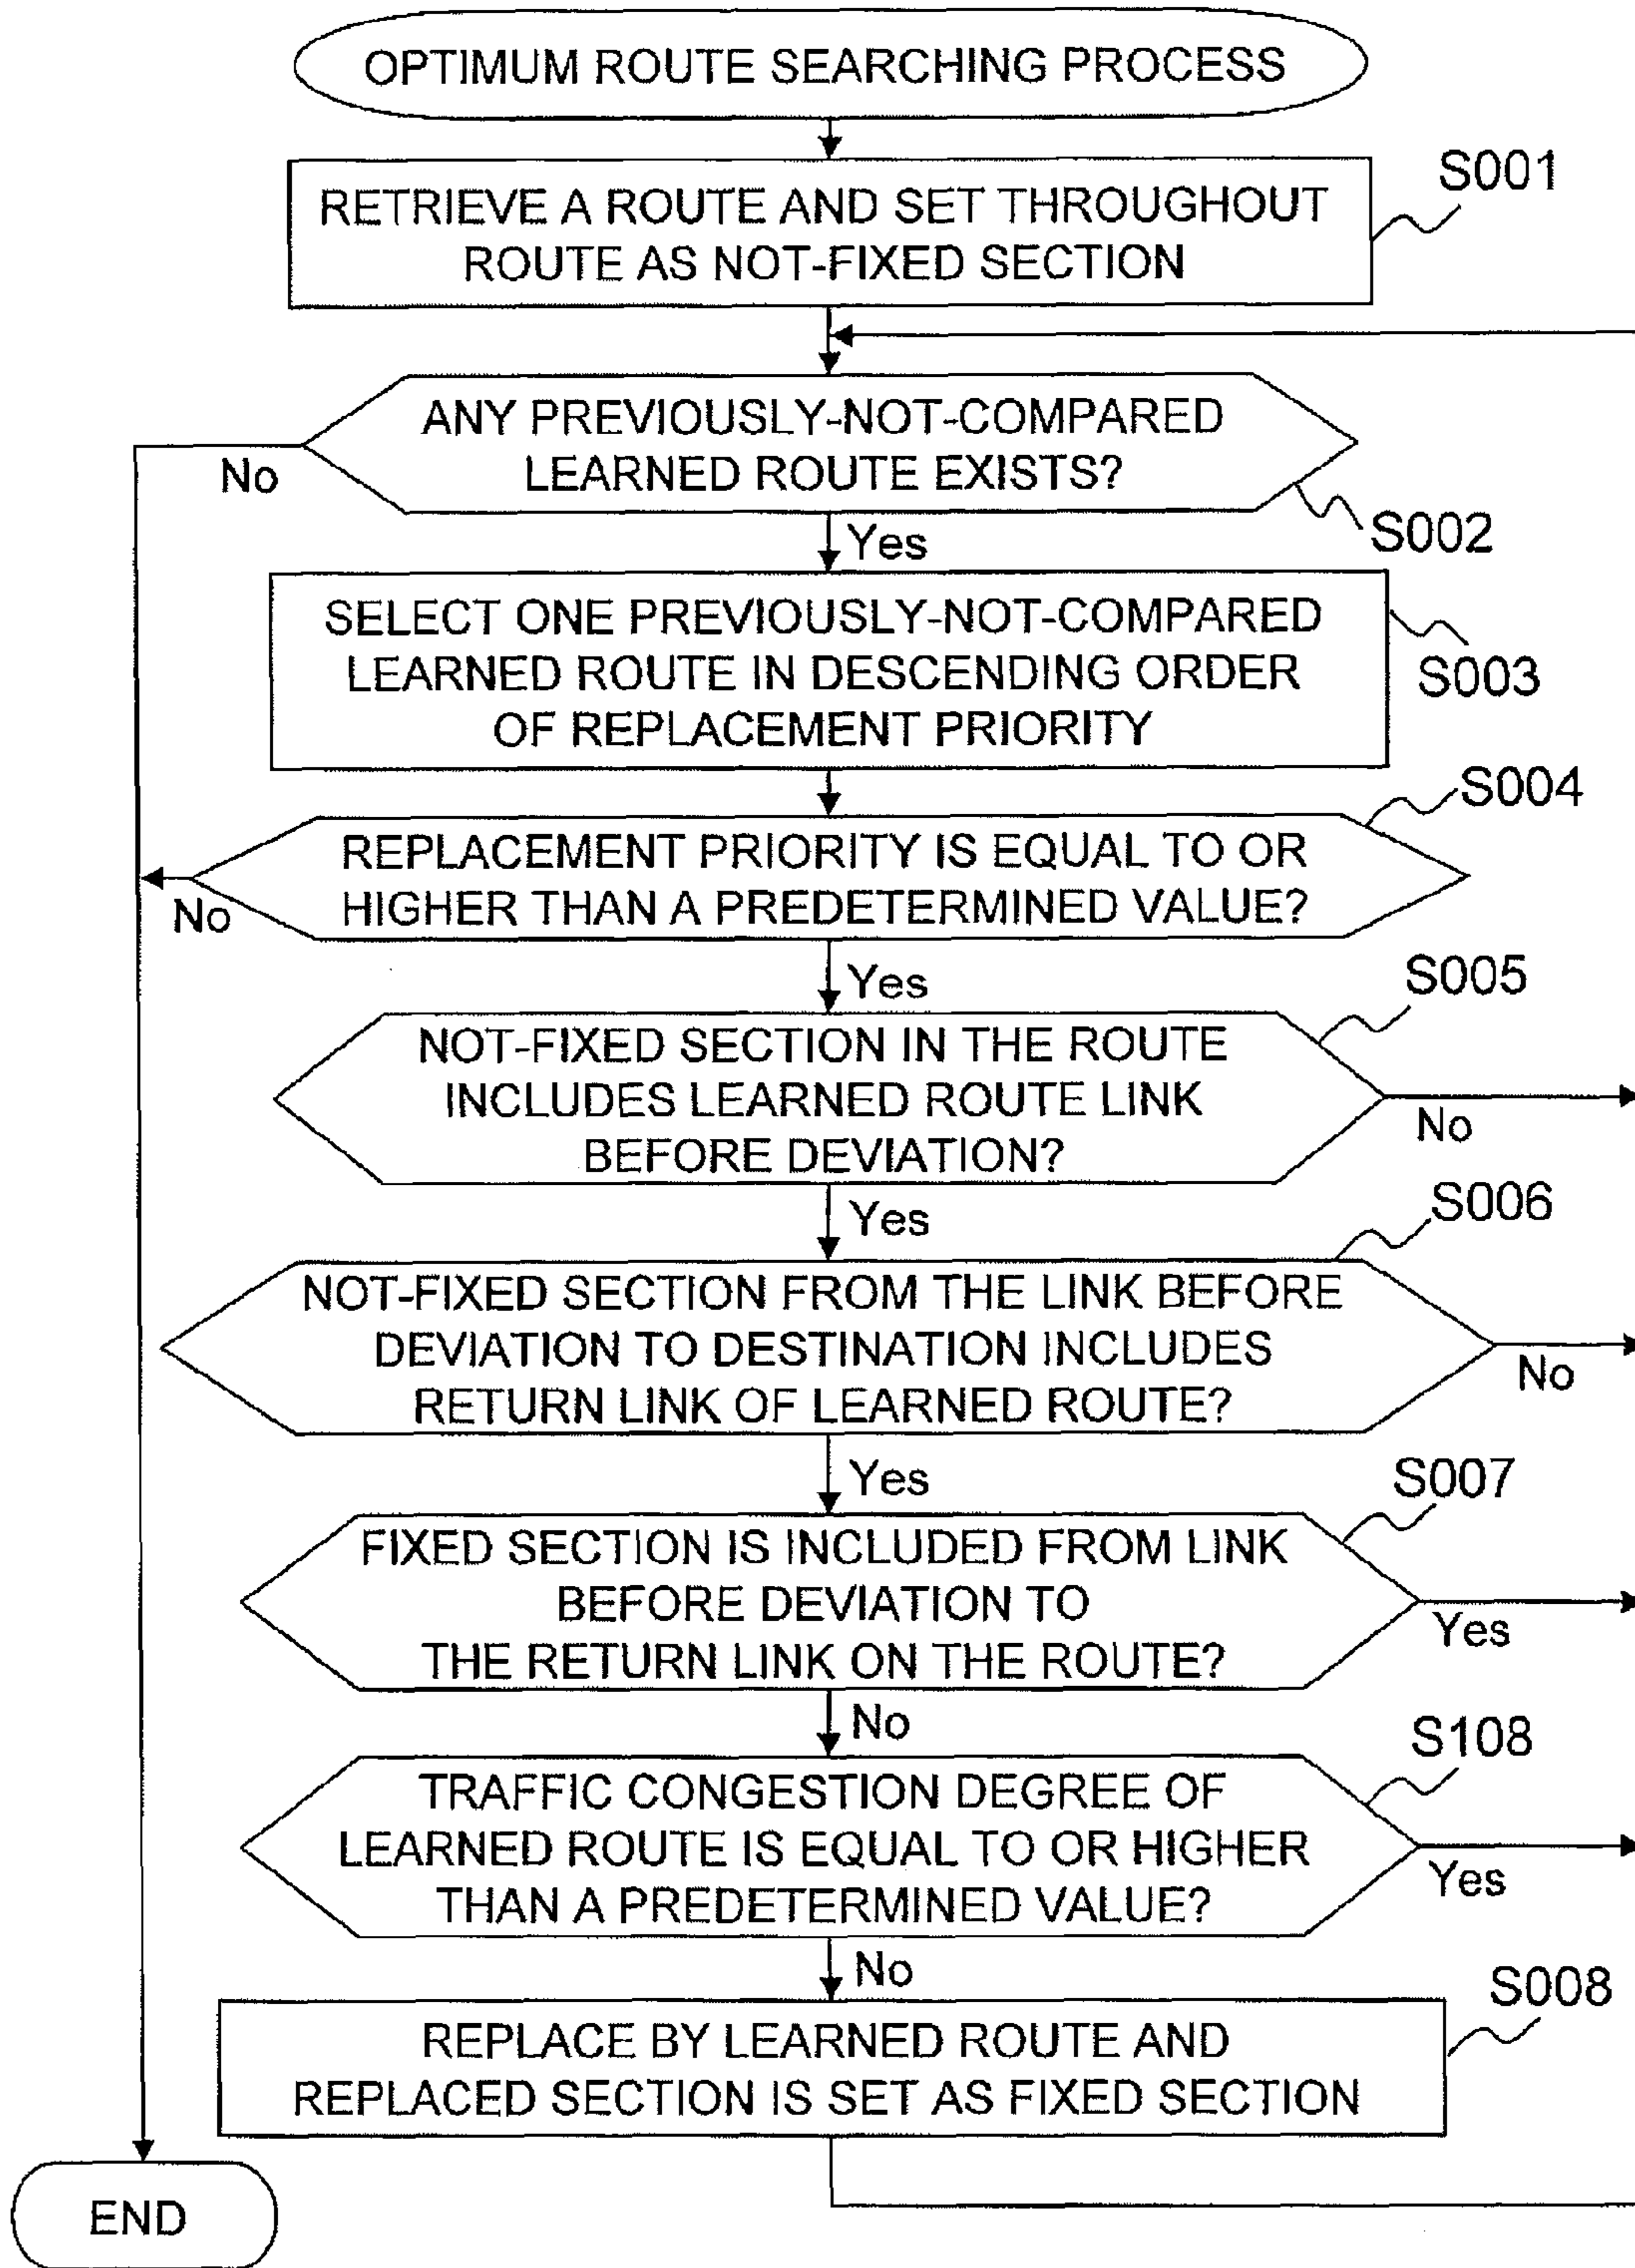 OPTIMUM ROUTE SEARCHING PROCESS
S001
RETRIEVE A ROUTE AND SET THROUGHOUT
ROUTE AS NOT-FIXED SECTION
ANY PREVIOUSLY-NOT-COMPARED
LEARNED ROUTE EXISTS?
No
S002
Yes
SELECT ONE PREVIOUSLY-NOT-COMPARED
LEARNED ROUTE IN DESCENDING ORDER
OF REPLACEMENT PRIORITY
S003
S004
REPLACEMENT PRIORITY IS EQUAL TO OR
HIGHER THAN A PREDETERMINED VALUE?
No
Yes
S005
NOT-FIXED SECTION IN THE ROUTE
INCLUDES LEARNED ROUTE LINK
BEFORE DEVIATION?
No
Yes
S006
NOT-FIXED SECTION FROM THE LINK BEFORE
DEVIATION TO DESTINATION INCLUDES
RETURN LINK OF LEARNED ROUTE?
No
Yes
S007
FIXED SECTION IS INCLUDED FROM LINK
BEFORE DEVIATION TO
THE RETURN LINK ON THE ROUTE?
Yes
No
S108
TRAFFIC CONGESTION DEGREE OF
LEARNED ROUTE IS EQUAL TO OR HIGHER
THAN A PREDETERMINED VALUE?
Yes
No
S008
REPLACE BY LEARNED ROUTE AND
REPLACED SECTION IS SET AS FIXED SECTION
END